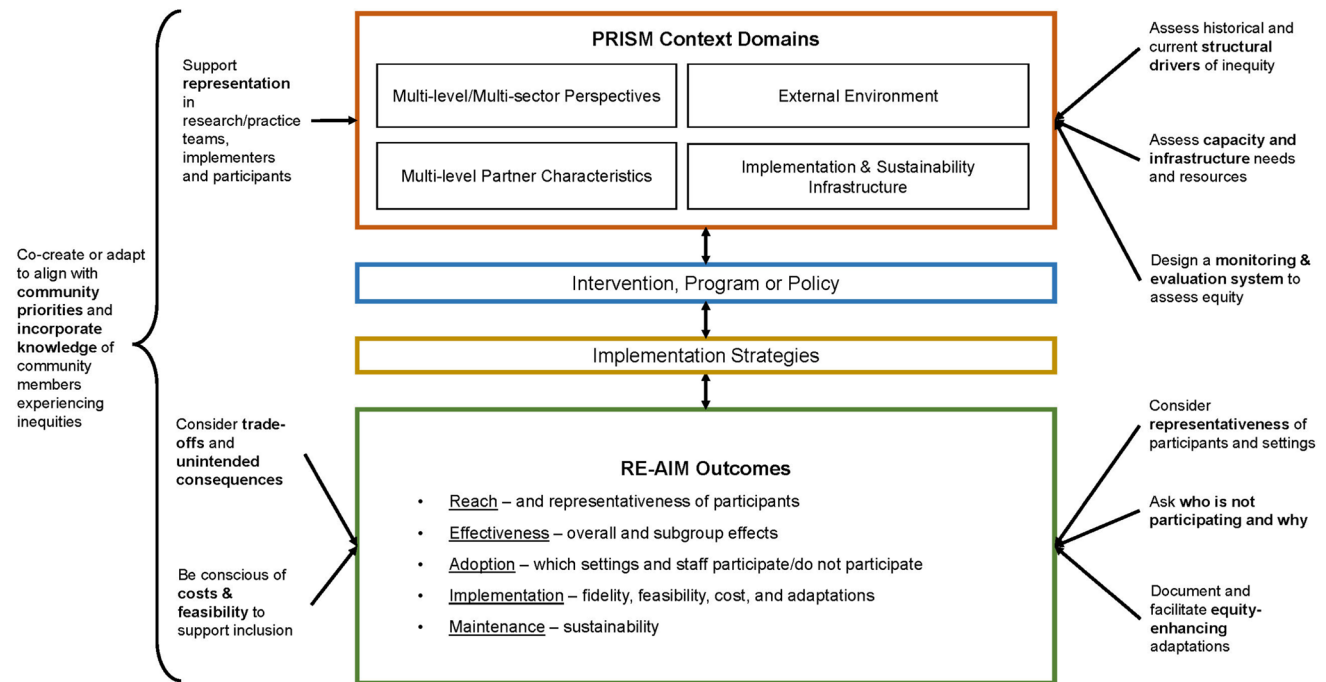 Co-create or adapt
to align with
community
priorities and
incorporate
knowledge of
community
members
experiencing
inequities
Support
representation
in
research/practice
teams,
implementers
and participants
Consider trade-
offs and
unintended
consequences
Be conscious of
costs &
feasibility to
support inclusion
PRISM Context Domains
Multi-level/Multi-sector Perspectives
External Environment
Multi-level Partner Characteristics
Implementation & Sustainability
Infrastructure
Intervention, Program or Policy
Implementation Strategies
RE-AIM Outcomes
• Reach – and representativeness of participants
• Effectiveness – overall and subgroup effects
• Adoption – which settings and staff participate/do not participate
• Implementation – fidelity, feasibility, cost, and adaptations
• Maintenance – sustainability
Assess historical and
current structural
drivers of inequity
Assess capacity and
infrastructure needs
and resources
Design a monitoring &
evaluation system to
assess equity
Consider
representativeness of
participants and settings
Ask who is not
participating and why
Document and
facilitate equity-
enhancing
adaptations